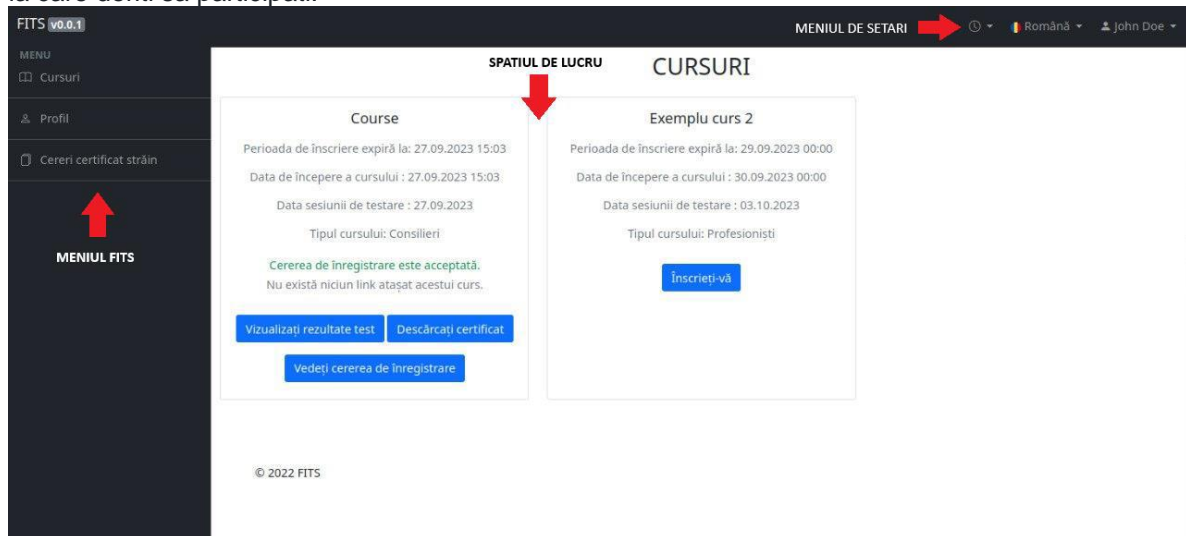 la care doriti sa participati.
FITS v0.0.1
MENIUL DE SETARI
Română
John Doe
MENU
Cursuri
Profil
Cereri certificat străin
MENIUL FITS
SPATIUL DE LUCRU
CURSURI
Course
Perioada de înscriere expiră la: 27.09.2023 15:03
Data de începere a cursului : 27.09.2023 15:03
Data sesiunii de testare : 27.09.2023
Tipul cursului: Consilieri
Cererea de înregistrare este acceptată.
Nu există niciun link atașat acestui curs.
Vizualizați rezultate test
Descărcați certificat
Vedeți cererea de înregistrare
Exemplu curs 2
Perioada de înscriere expiră la: 29.09.2023 00:00
Data de începere a cursului : 30.09.2023 00:00
Data sesiunii de testare : 03.10.2023
Tipul cursului: Profesioniști
Înscrieți-vă
© 2022 FITS